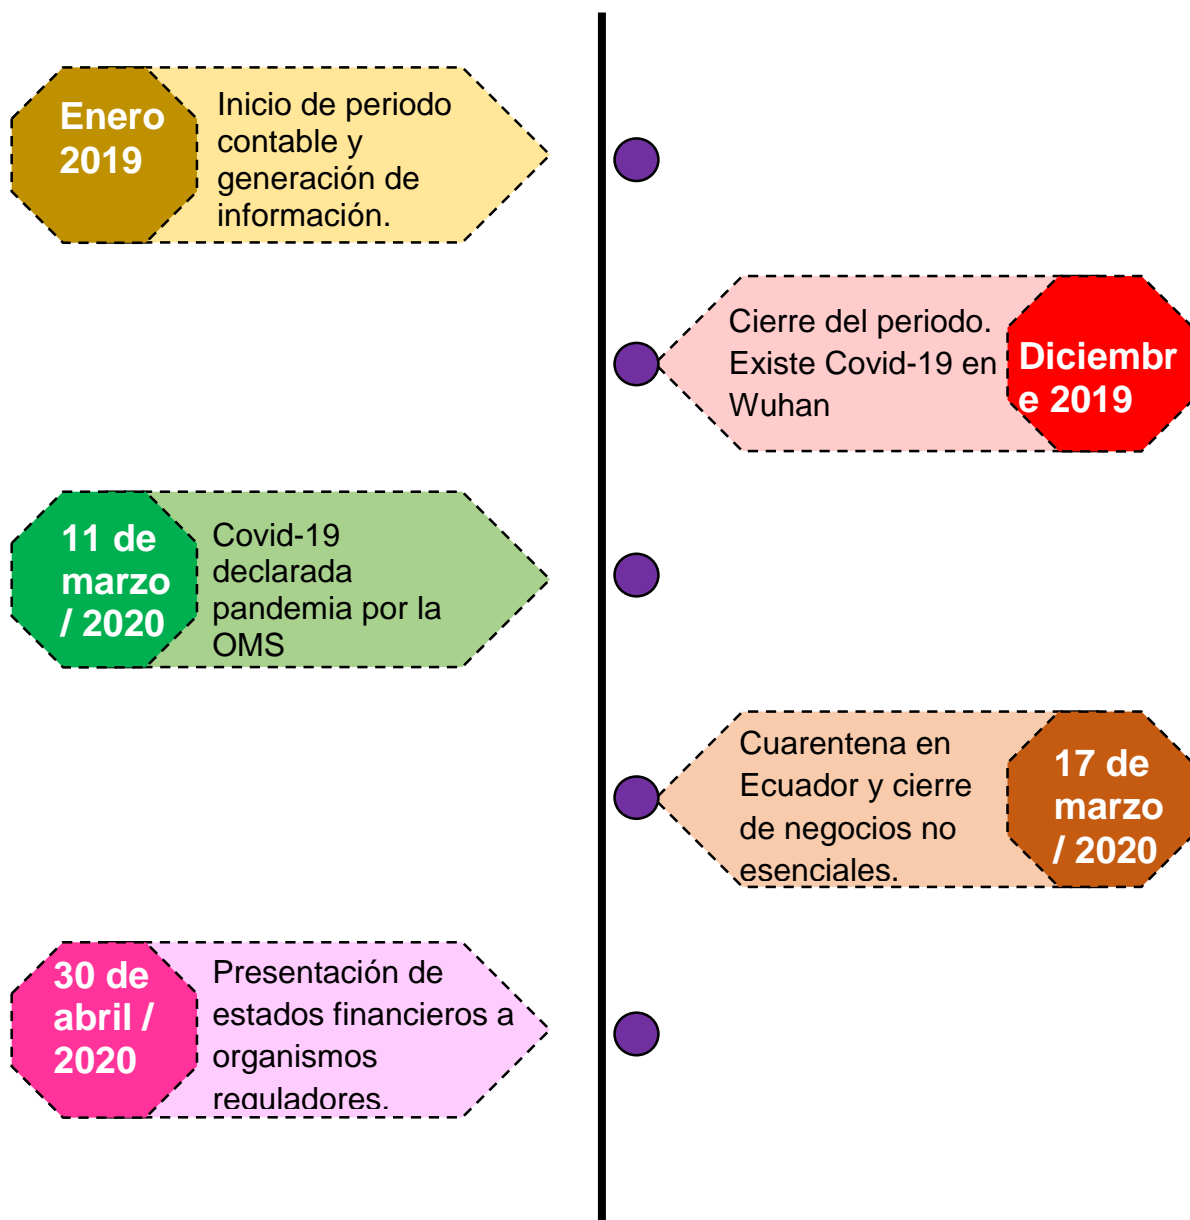 Enero
2019
Inicio de periodo
contable y
generación de
información.
Cierre del periodo.
Existe Covid-19 en
Wuhan
Diciembr
e 2019
11 de
marzo
/ 2020
Covid-19
declarada
pandemia por la
OMS
Cuarentena en
Ecuador y cierre
de negocios no
esenciales.
17 de
marzo
/ 2020
30 de
abril /
2020
Presentación de
estados financieros a
organismos
reguladores.